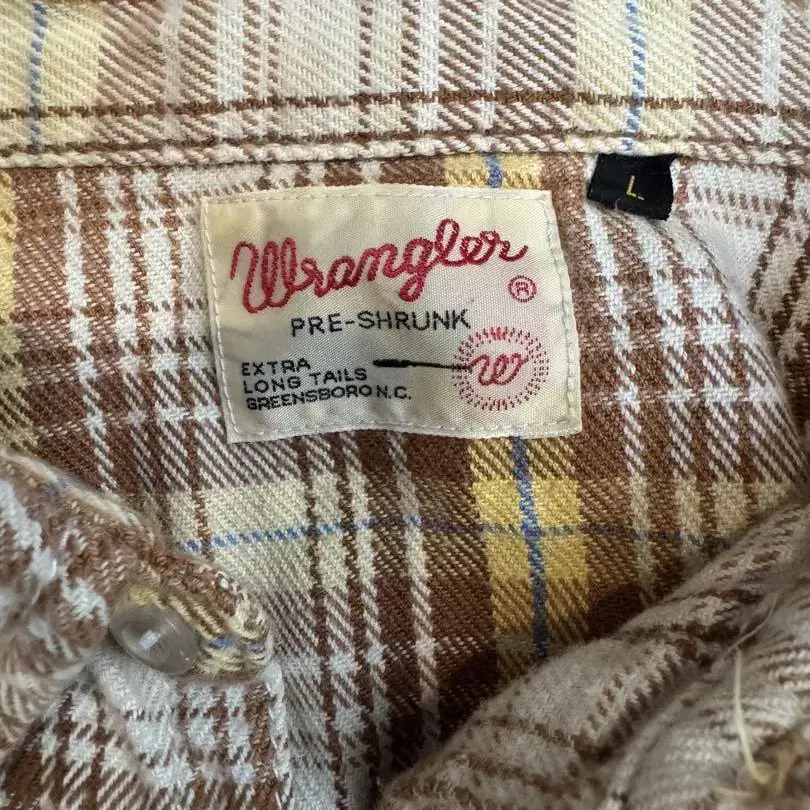 L
Wrangler
®
PRE-SHRUNK
EXTRA
LONG TAILS
GREENSBORO N.C.
W